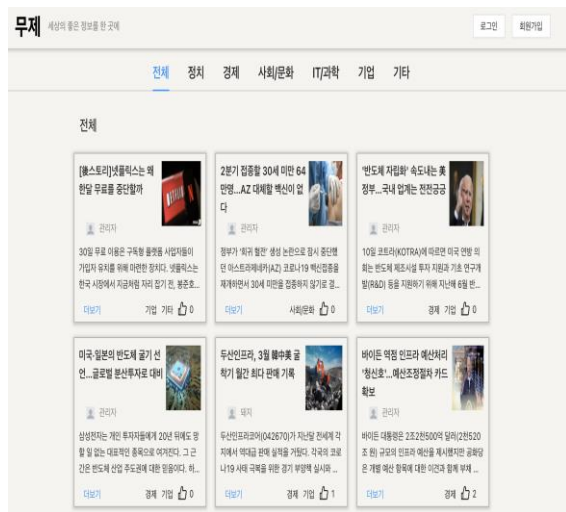 무제 세상의 좋은 정보를 한 곳에
로그인 회원가입
전체 정치 경제 사회/문화 IT/과학 기업 기타
전체
[後스토리]넷플릭스는 왜
한달 무료를 중단할까
관리자
30일 무료 이용은 구독형 플랫폼 사업자들이
가입자 유치를 위해 마련한 장치다. 넷플릭스는
한국 시장에서 지금처럼 자리 잡기 전, 봉준호...
더보기 기업 기타 0
2분기 접종할 30세 미만 64
만명...AZ 대체할 백신이 없
다
관리자
정부가 '희귀 혈전' 생성 논란으로 잠시 중단했
던 아스트라제네카(AZ) 코로나19 백신접종을
재개하면서 30세 미만을 접종하지 않기로 결...
더보기 사회/문화 0
'반도체 자립화' 속도내는 美
정부...국내 업계는 전전긍긍
관리자
10일 코트라(KOTRA)에 따르면 미국 연방 의
회는 반도체 제조시설 투자 지원과 기초 연구개
발(R&D) 등을 지원하기 위해 지난해 6월 반...
더보기 경제 기업 0
미국·일본의 반도체 굴기 선
언...글로벌 분산투자로 대비
관리자
삼성전자는 개인 투자자들에게 20년 뒤에도 망
할 일 없는 대표적인 종목으로 여겨진다. 그 근
간은 반도체 산업 주도권에 대한 믿음이다. 하...
더보기 경제 기업 0
두산인프라, 3월 韓中美 굴
착기 월간 최다 판매 기록
돼지
두산인프라코어(042670)가 지난달 전세계 각
지에서 역대급 판매 실적을 거뒀다. 각국의 코로
나19 사태 극복을 위한 경기 부양책 실시와 ...
더보기 경제 기업 1
바이든 역점 인프라 예산처리
'청신호'...예산조정절차 카드
확보
관리자
바이든 대통령은 2조2천500억 달러(2천520
조 원) 규모의 인프라 예산을 제시했지만 공화당
은 개별 예산 항목에 대한 이견과 함께 부채 ...
더보기 경제 2